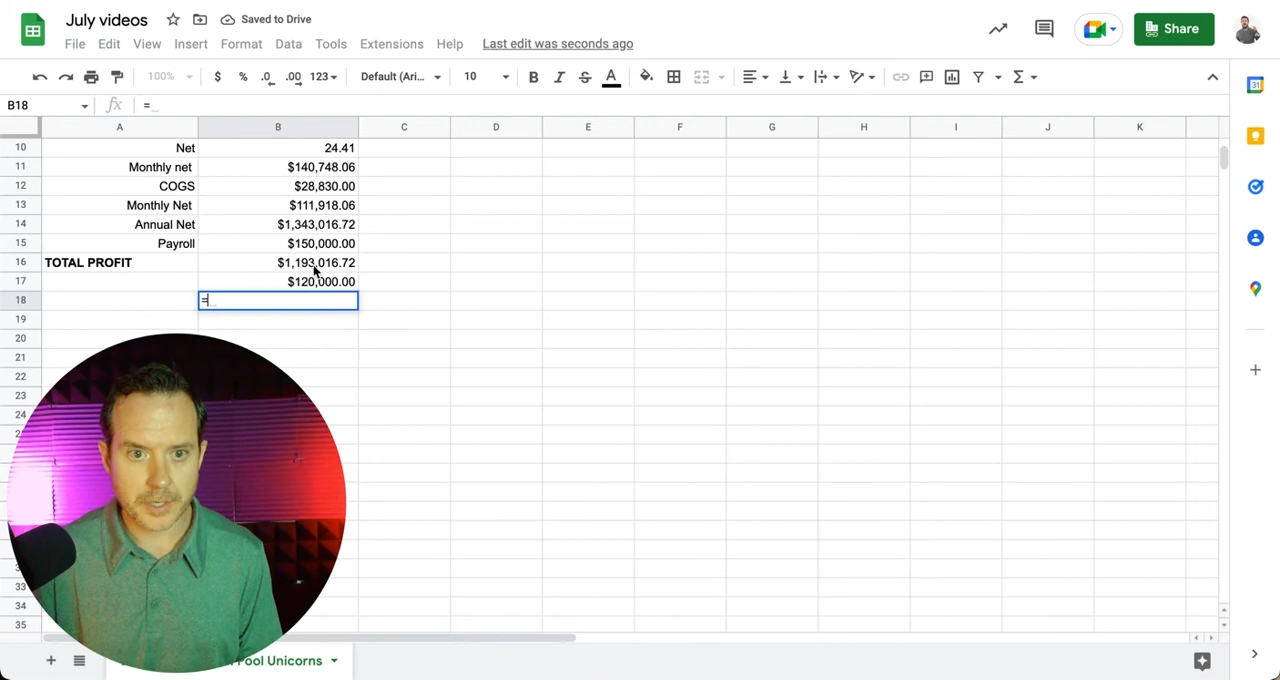 July videos
Saved to Drive
File Edit View Insert Format Data Tools Extensions Help Last edit was seconds ago
Share
100% $ % .0 .00 123 Default (Ari... 10 B I S A
B18 fx =
A B C D E F G H I J K
10 Net 24.41
11 Monthly net $140,748.06
12 COGS $28,830.00
13 Monthly Net $111,918.06
14 Annual Net $1,343,016.72
15 Payroll $150,000.00
16 TOTAL PROFIT $1,193,016.72
17 $120,000.00
18 =
19
20
21
22
23
24
33
34
35
Pool Unicorns
31